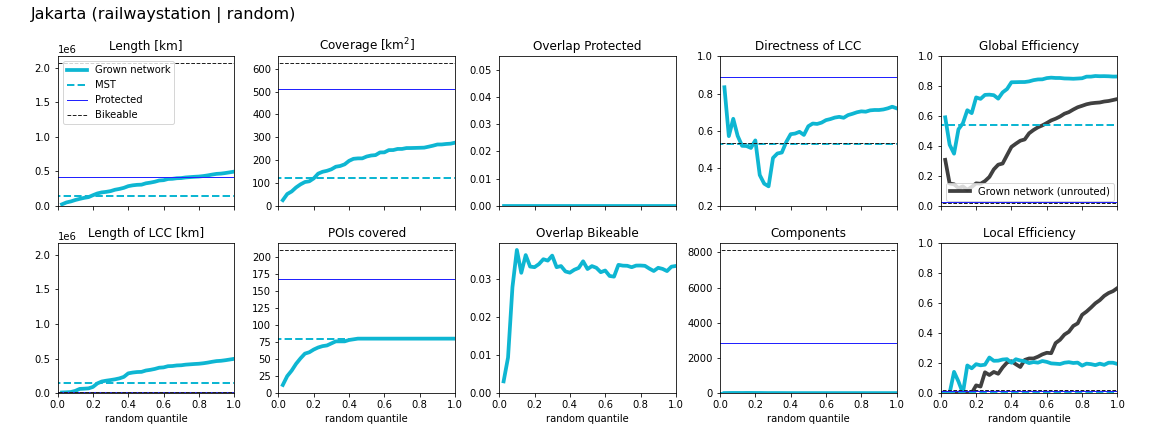 Jakarta (railwaystation | random)
Length [km]
1e6
2.0
1.5
1.0
0.5
0.0
Grown network
MST
Protected
Bikeable
Coverage [km²]
600
500
400
300
200
100
0
Overlap Protected
0.05
0.04
0.03
0.02
0.01
0.00
Directness of LCC
1.0
0.8
0.6
0.4
0.2
Global Efficiency
1.0
0.8
0.6
0.4
0.2
0.0
Grown network (unrouted)
Length of LCC [km]
1e6
2.0
1.5
1.0
0.5
0.0
0.0 0.2 0.4 0.6 0.8 1.0
random quantile
POIs covered
200
175
125
150
125
100
75
50
25
0
0.0 0.2 0.4 0.6 0.8 1.0
random quantile
Overlap Bikeable
0.03
0.02
0.01
0.00
0.0 0.2 0.4 0.6 0.8 1.0
random quantile
Components
8000
6000
4000
2000
0
0.0 0.2 0.4 0.6 0.8 1.0
random quantile
Local Efficiency
1.0
0.8
0.6
0.4
0.2
0.0
0.0 0.2 0.4 0.6 0.8 1.0
random quantile